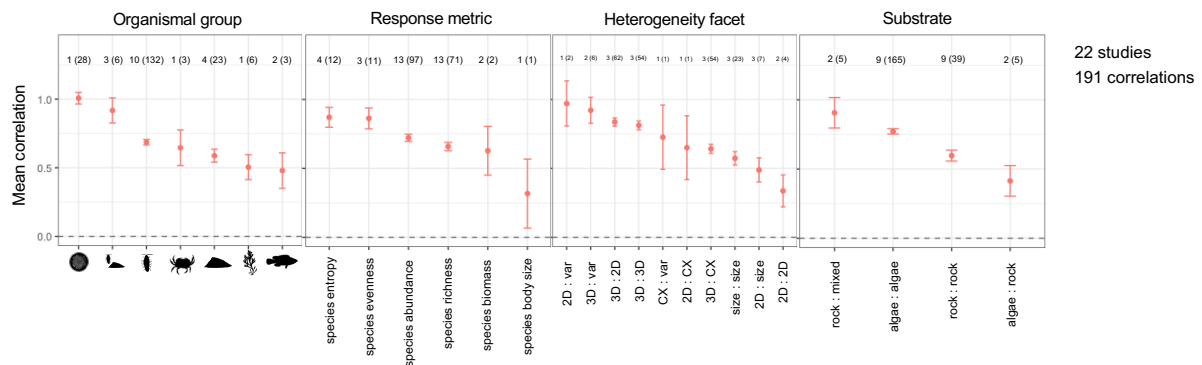 Organismal group
Response metric
Heterogeneity facet
Substrate
22 studies
191 correlations
Mean correlation
1.0
0.5
0.0
1 (28) 3 (6) 10 (132) 1 (3) 4 (23) 1 (6) 2 (3)
4 (12) 3 (11) 13 (97) 13 (71) 2 (2) 1 (1)
1 (2) 2 (6) 3 (62) 3 (54) 1 (1) 1 (1) 3 (54) 3 (23) 3 (7) 2 (4)
2 (5) 9 (165) 9 (39) 2 (5)
species entropy
species evenness
species abundance
species richness
species biomass
species body size
2D : var
3D : var
3D : 2D
3D : 3D
CX : var
2D : CX
3D : CX
size : size
2D : size
2D : 2D
rock : mixed
algae : algae
rock : rock
algae : rock